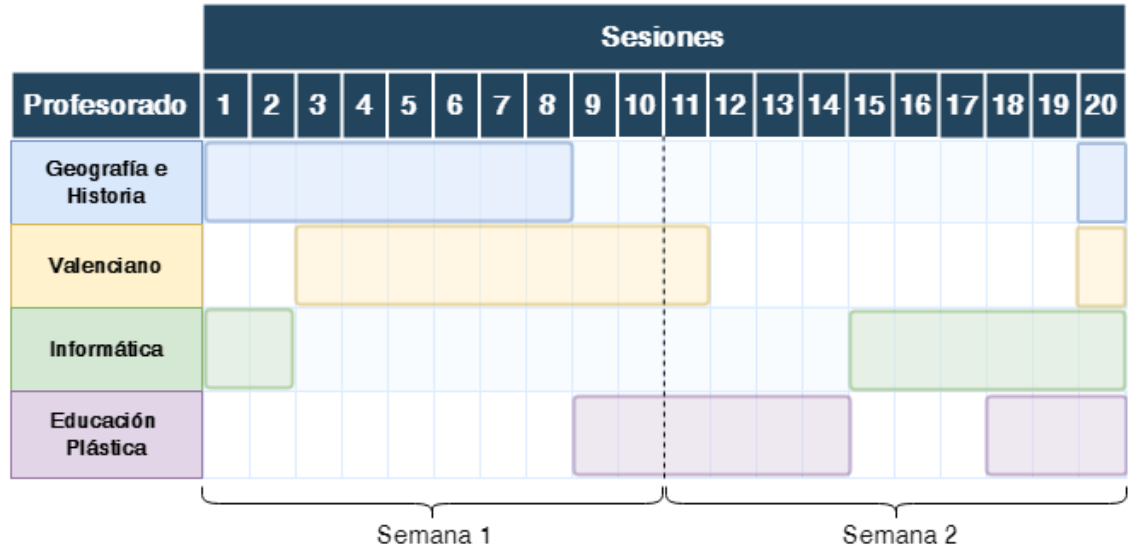 Sesiones
Profesorado 1 2 3 4 5 6 7 8 9 10 11 12 13 14 15 16 17 18 19 20
Geografía e
Historia
Valenciano
Informática
Educación
Plástica
Semana 1 Semana 2